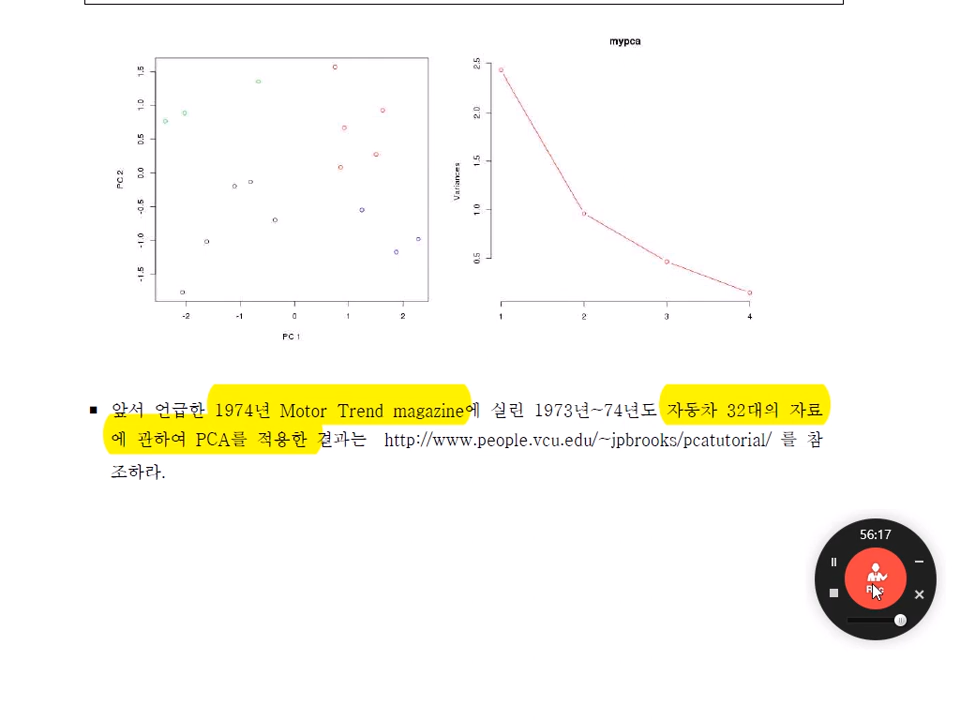 mypca
1.5
1.0
0.5
0.0
-0.5
-1.0
-1.5
PC 2
-2 -1 0 1 2
PC 1
2.5
2.0
1.5
1.0
0.5
Variances
1 2 3 4
■ 앞서 언급한 1974년 Motor Trend magazine에 실린 1973년~74년도 자동차 32대의 자료
에 관하여 PCA를 적용한 결과는 http://www.people.vcu.edu/~jpbrooks/pcatutorial/ 를 참
조하라.
56:17